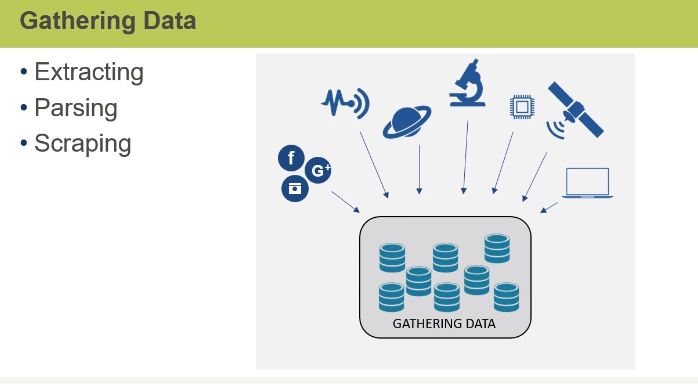 Gathering Data
• Extracting
• Parsing
• Scraping
f
G+
GATHERING DATA